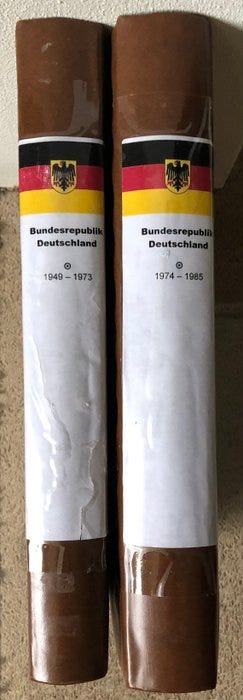 Bundesrepublik
Deutschland
⊙
1949 – 1973
Bundesrepublik
Deutschland
⊙
1974 – 1985